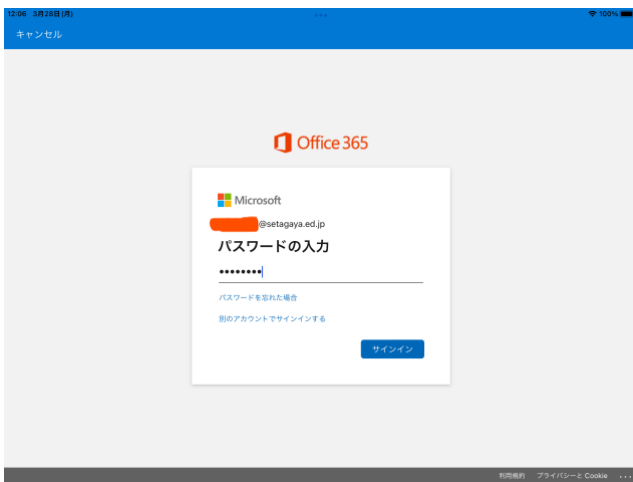 12:06 3月28日(月)
100%
キャンセル
Office 365
Microsoft
@setagaya.ed.jp
パスワードの入力
パスワードを忘れた場合
別のアカウントでサインインする
サインイン
利用規約 プライバシーと Cookie ...